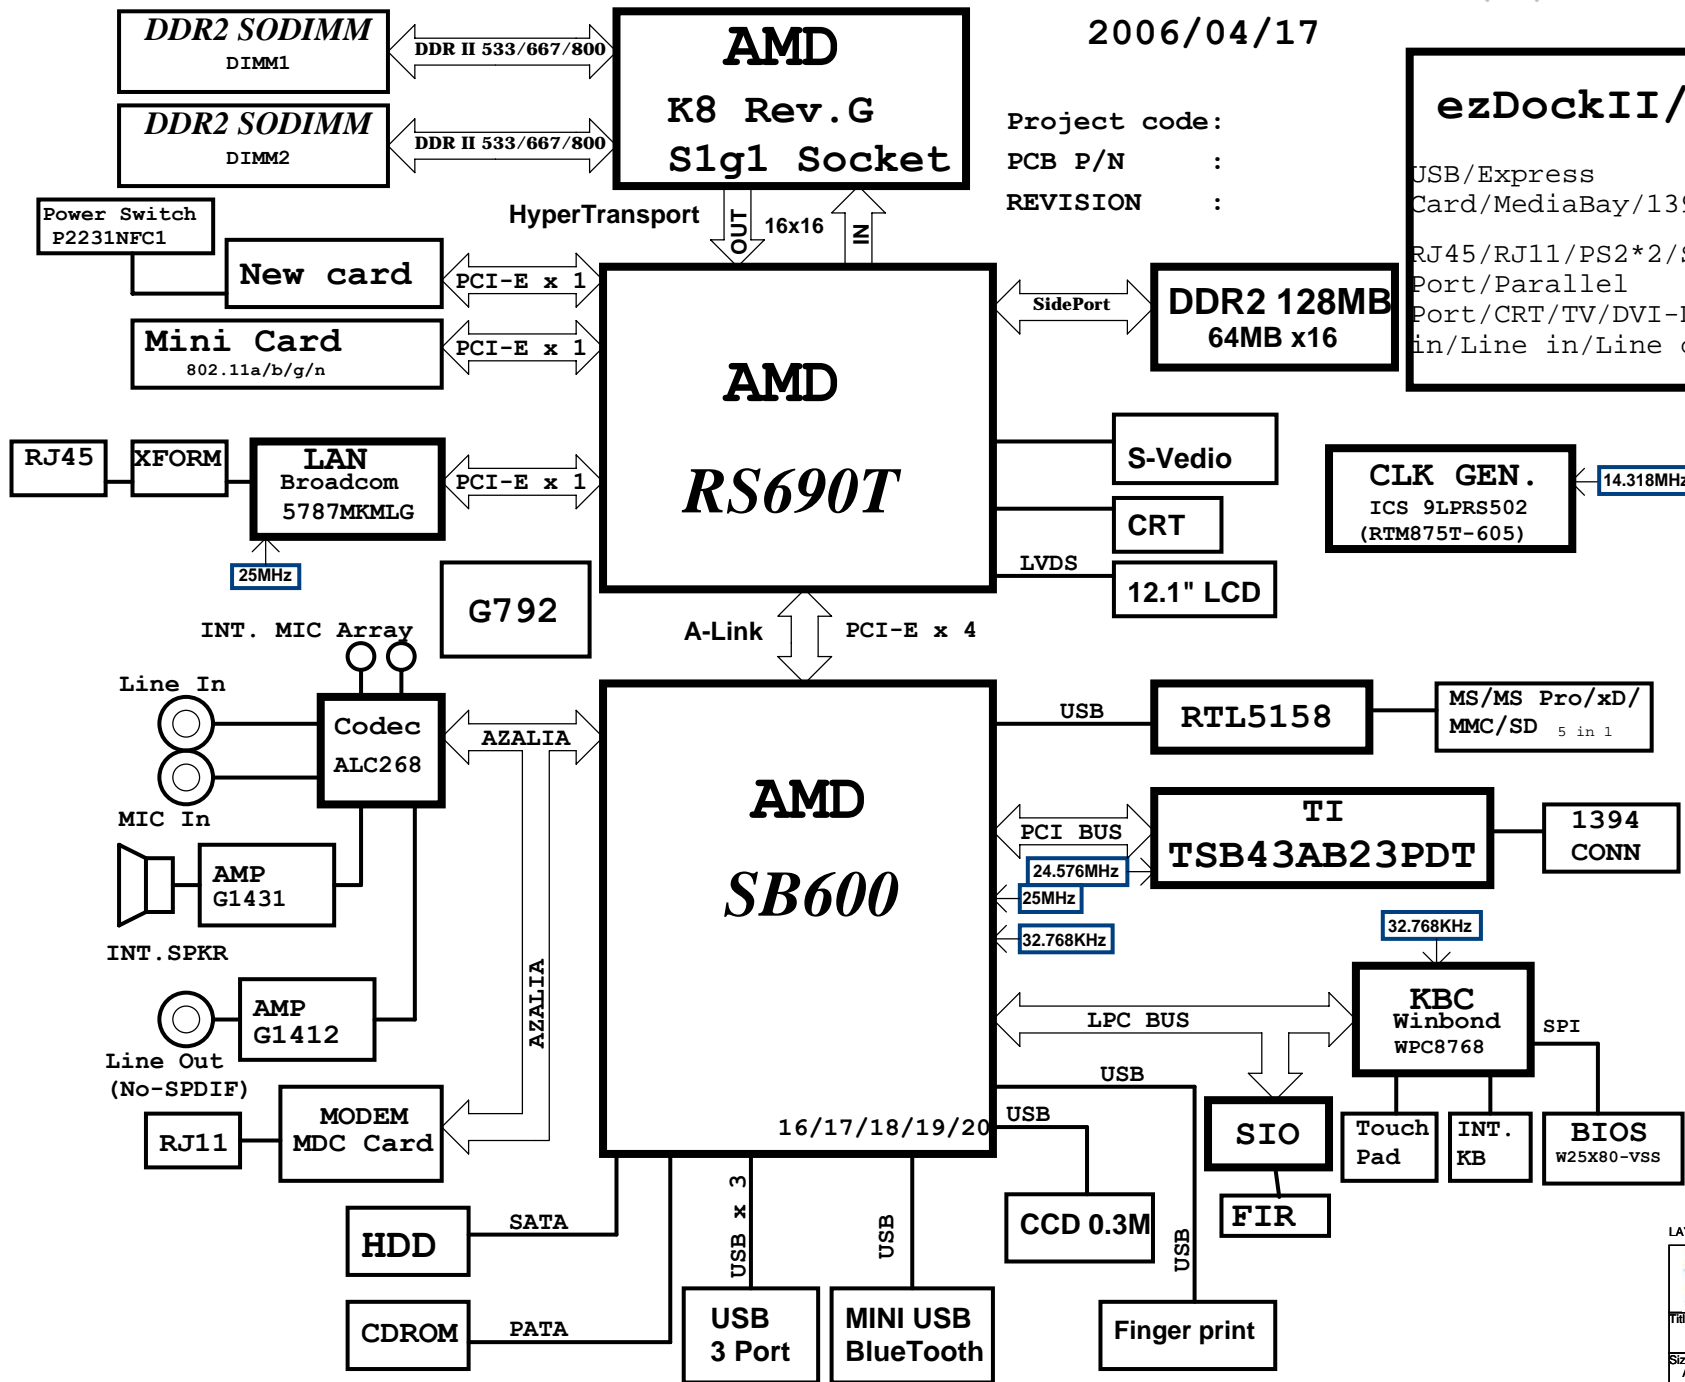 2006/04/17
DDR2 SODIMM
DIMM1
DDR II 533/667/800
AMD
K8 Rev.G
S1g1 Socket
DDR2 SODIMM
DIMM2
DDR II 533/667/800
Project code:
PCB P/N :
REVISION :
ezDockII/
USB/Express
Card/MediaBay/139
RJ45/RJ11/PS2*2/S
Port/Parallel
Port/CRT/TV/DVI-
in/Line in/Line
Power Switch
P2231NFC1
HyperTransport
OUT
16x16
IN
New card
PCI-E x 1
Mini Card
802.11a/b/g/n
PCI-E x 1
SidePort
DDR2 128MB
64MB x16
AMD
RS690T
RJ45
XFORM
LAN
Broadcom
5787MKMLG
PCI-E x 1
25MHz
S-Vedio
CRT
LVDS
12.1" LCD
CLK GEN.
ICS 9LPRS502
(RTM875T-605)
14.318MHz
G792
A-Link
PCI-E x 4
INT. MIC Array
Line In
Codec
ALC268
MIC In
AZALIA
AMP
G1431
INT.SPKR
AMP
G1412
Line Out
(No-SPDIF)
AZALIA
RJ11
MODEM
MDC Card
AMD
SB600
16/17/18/19/20
USB
RTL5158
MS/MS Pro/xD/
MMC/SD 5 in 1
PCI BUS
TI
TSB43AB23PDT
1394
CONN
24.576MHz
25MHz
32.768KHz
32.768KHz
LPC BUS
KBC
Winbond
WPC8768
SPI
SIO
FIR
Touch
Pad
INT.
KB
BIOS
W25X80-VSS
USB
USB
CCD 0.3M
USB
Finger print
HDD
SATA
CDROM
PATA
USB x 3
USB
3 Port
USB
MINI USB
BlueTooth
LA